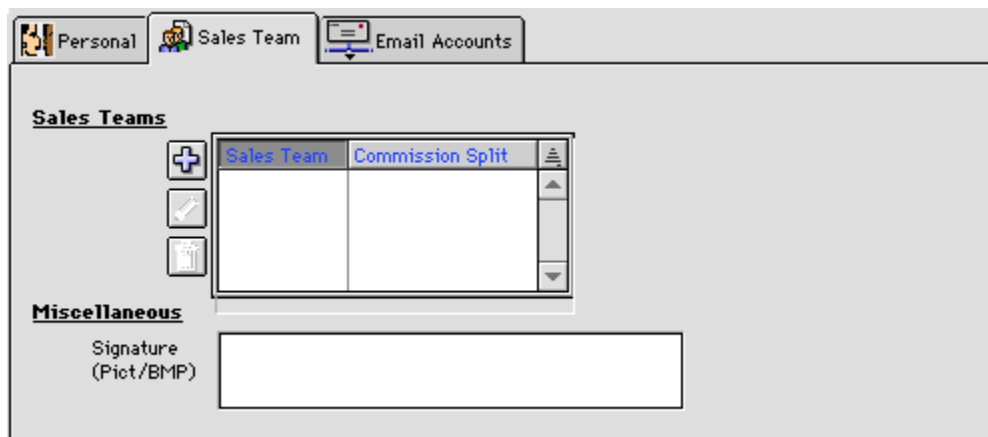 Personal
Sales Team
Email Accounts
Sales Teams
Sales Team
Commission Split
Miscellaneous
Signature
(Pict/BMP)